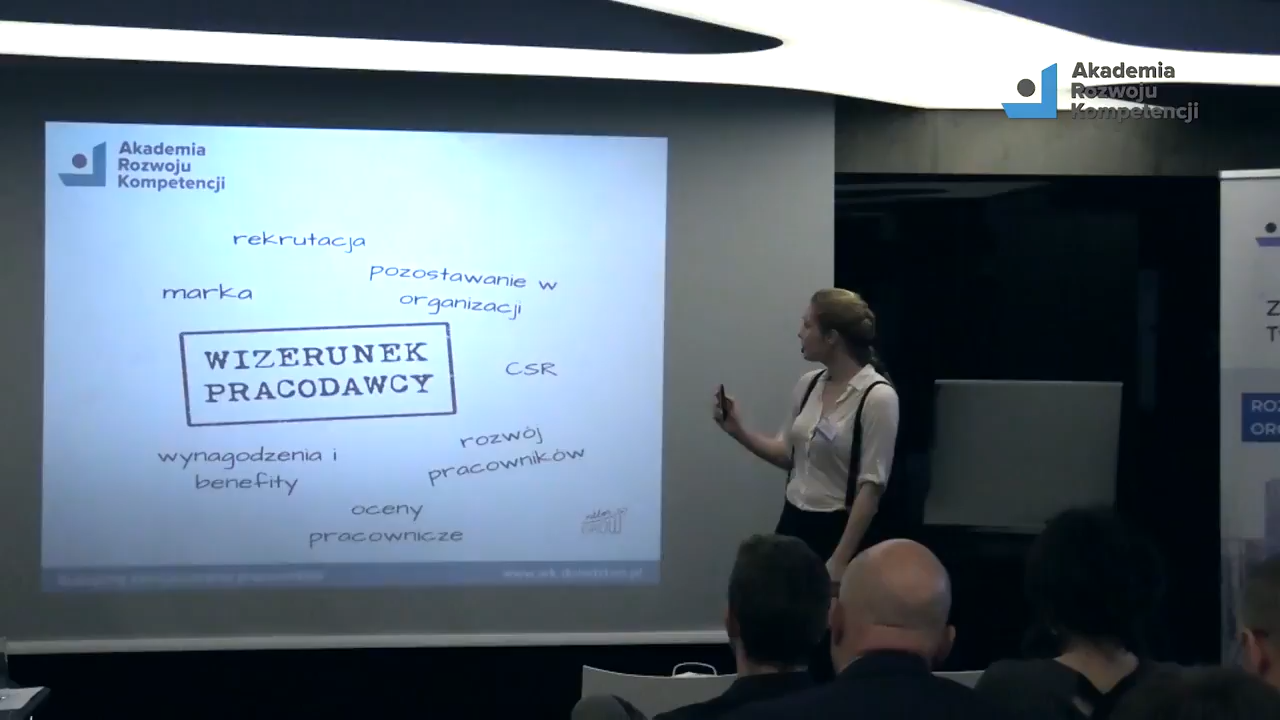 Akademia
Rozwoju
Kompetencji
Akademia
Rozwoju
Kompetencji
rekrutacja
marka
pozostawanie w
organizacji
WIZERUNEK
PRACODAWCY
CSR
wynagodzenia i
benefity
rozwój
pracowników
oceny
pracownicze